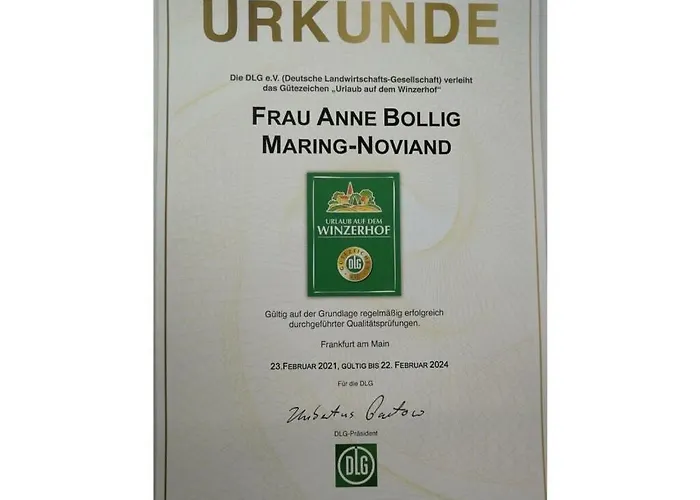 URKUNDE
Die DLG e.V. (Deutsche Landwirtschafts-Gesellschaft) verleiht
das Gütezeichen „Urlaub auf dem Winzerhof“
FRAU ANNE BOLLIG
MARING-NOVIAND
URLAUB AUF DEM
WINZERHOF
DLG
Gültig auf der Grundlage regelmäßig erfolgreich
durchgeführter Qualitätsprüfungen.
Frankfurt am Main
23.FEBRUAR 2021, GÜLTIG BIS 22. FEBRUAR 2024
Für die DLG
DLG-Präsident
DLG